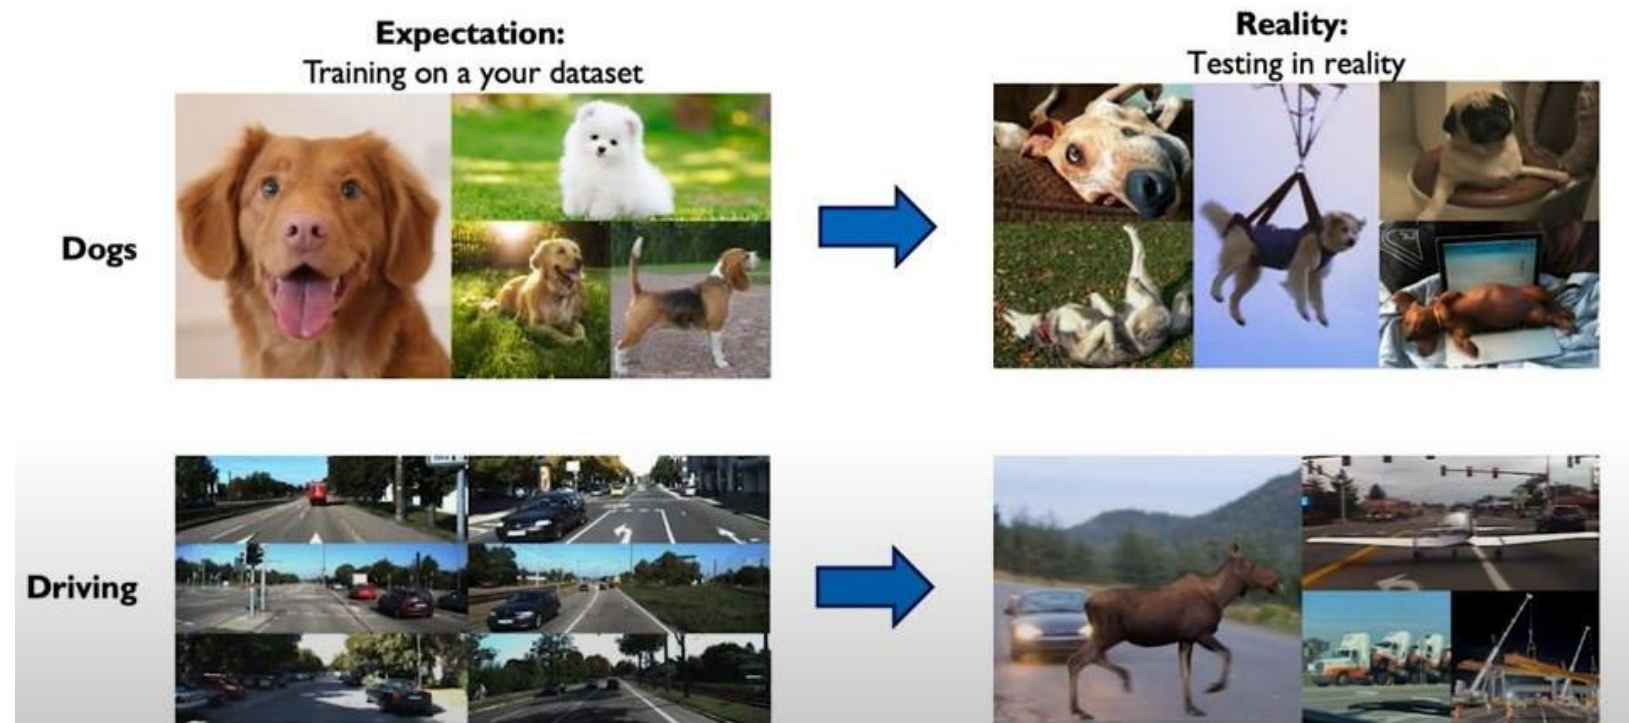 Expectation:
Training on a your dataset
Reality:
Testing in reality
Dogs
Driving